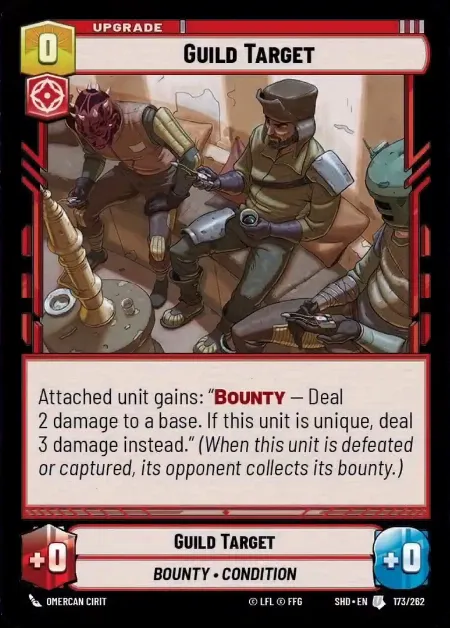 0
UPGRADE
GUILD TARGET
Attached unit gains: “BOUNTY — Deal
2 damage to a base. If this unit is unique, deal
3 damage instead.” (When this unit is defeated
or captured, its opponent collects its bounty.)
+0
GUILD TARGET
+0
BOUNTY • CONDITION
OMERCAN CIRIT
© LFL © FFG
SHD • EN
173/262